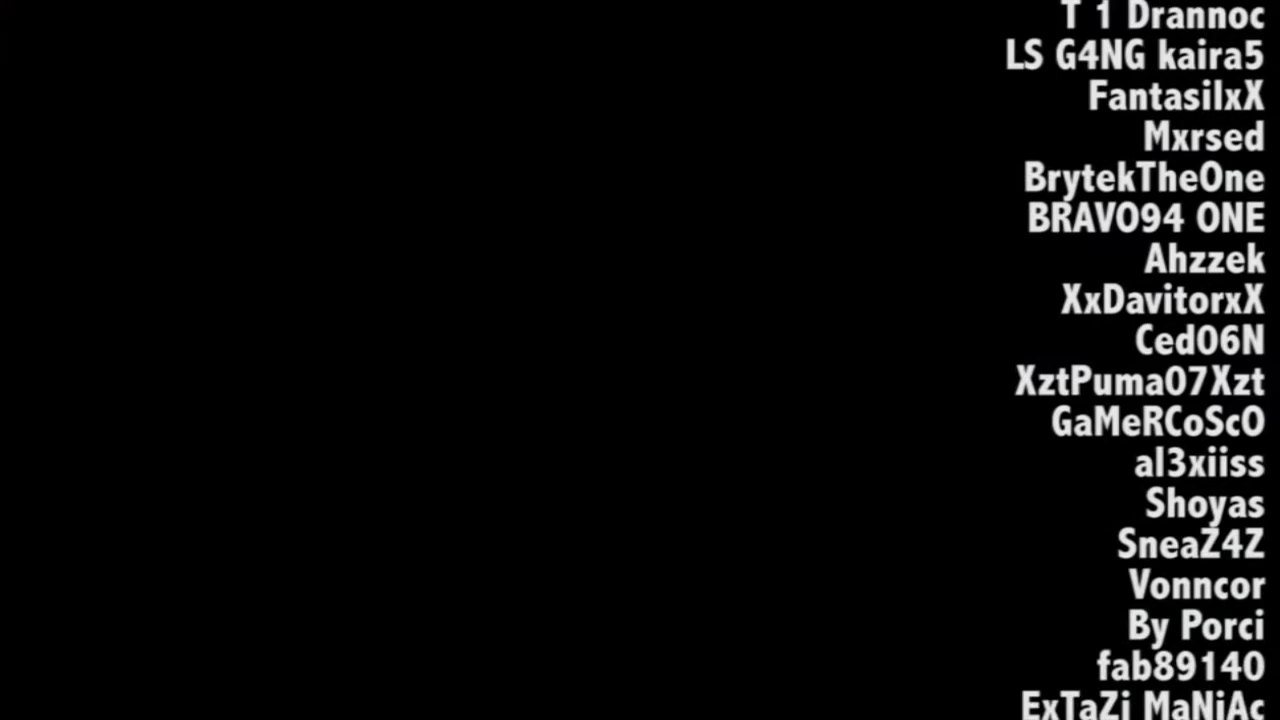 T 1 Drannoc
LS G4NG kaira5
FantasilxX
Mxrsed
BrytekTheOne
BRAVO94 ONE
Ahzzek
XxDavitorxX
Ced06N
XztPuma07Xzt
GaMeRCoScO
al3xiiss
Shoyas
SneaZ4Z
Vonncor
By Porci
fab89140
ExTaZi MaNiAc